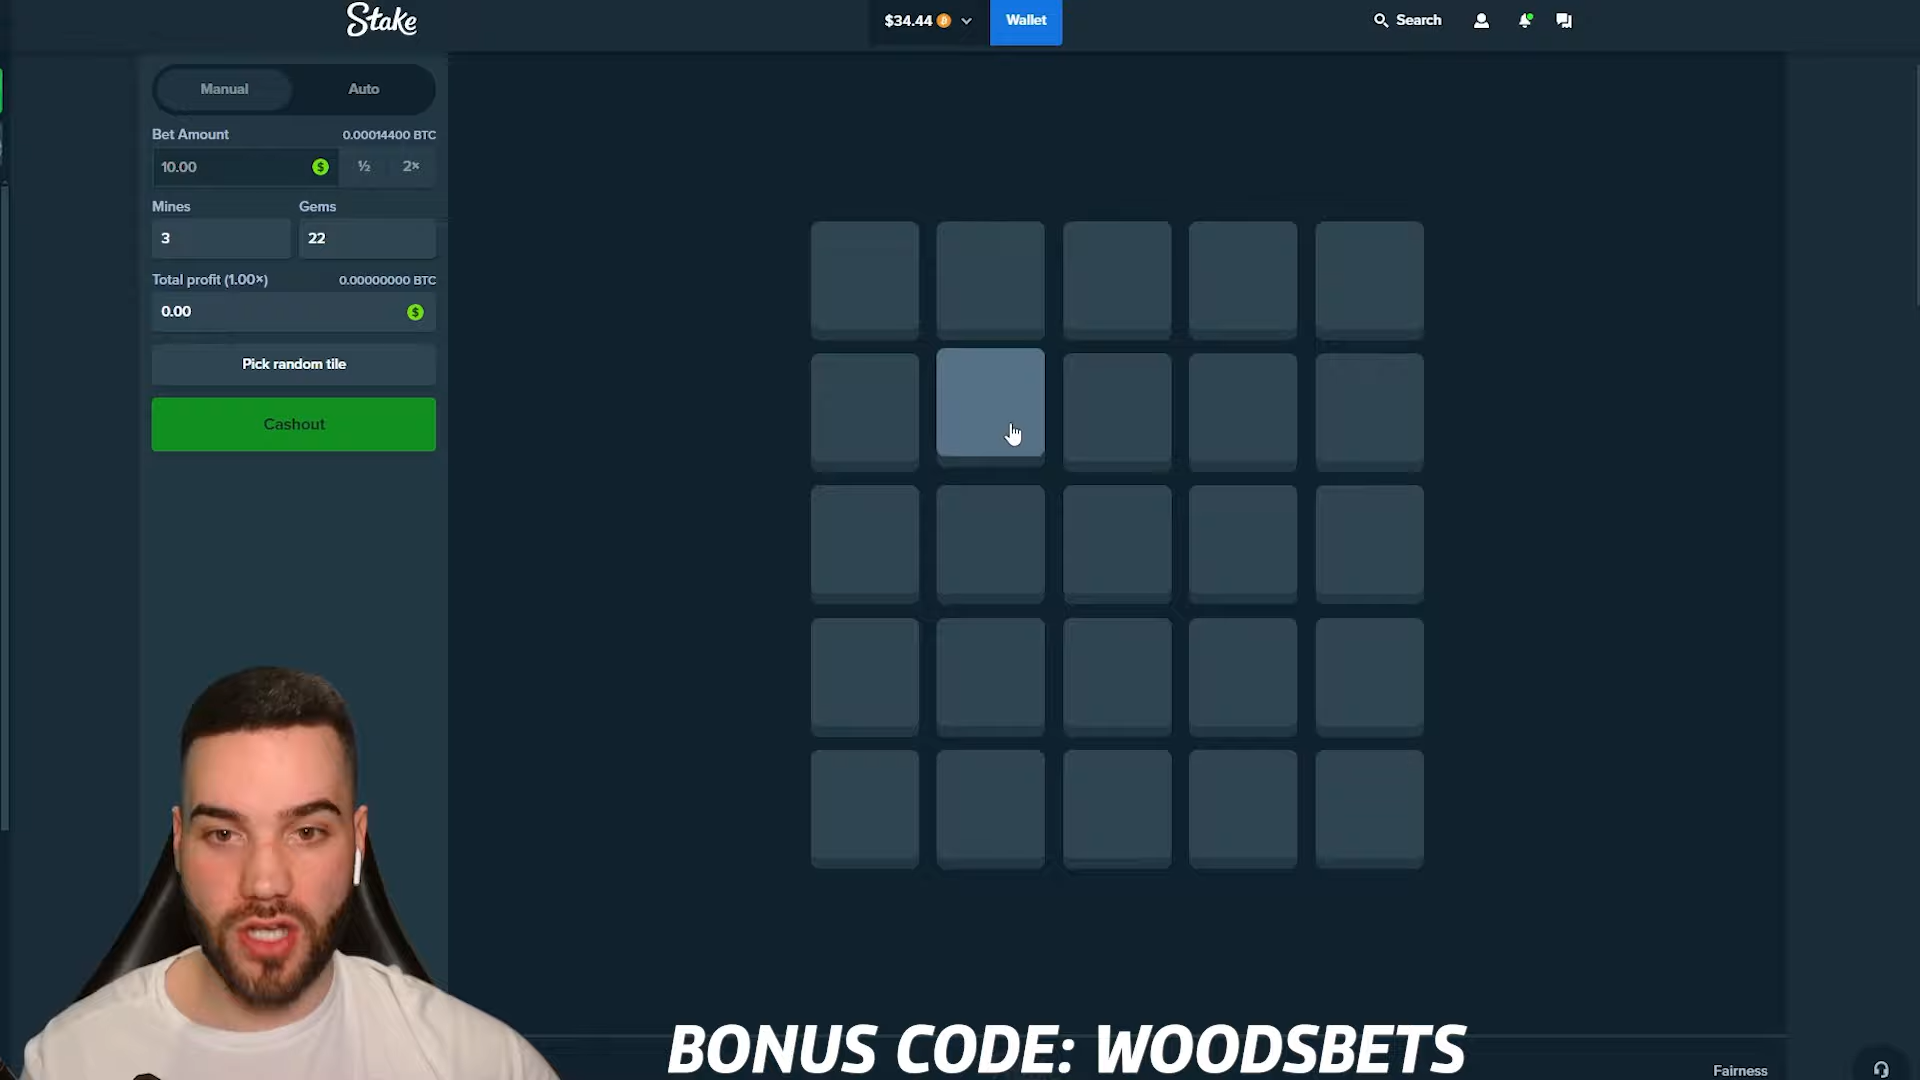 Stake
$34.44
Wallet
Search
Manual
Auto
Bet Amount
0.00014400 BTC
10.00
$
½
2×
Mines
Gems
3
22
Total profit (1.00×)
0.00000000 BTC
0.00
$
Pick random tile
Cashout
BONUS CODE: WOODSBETS
Fairness